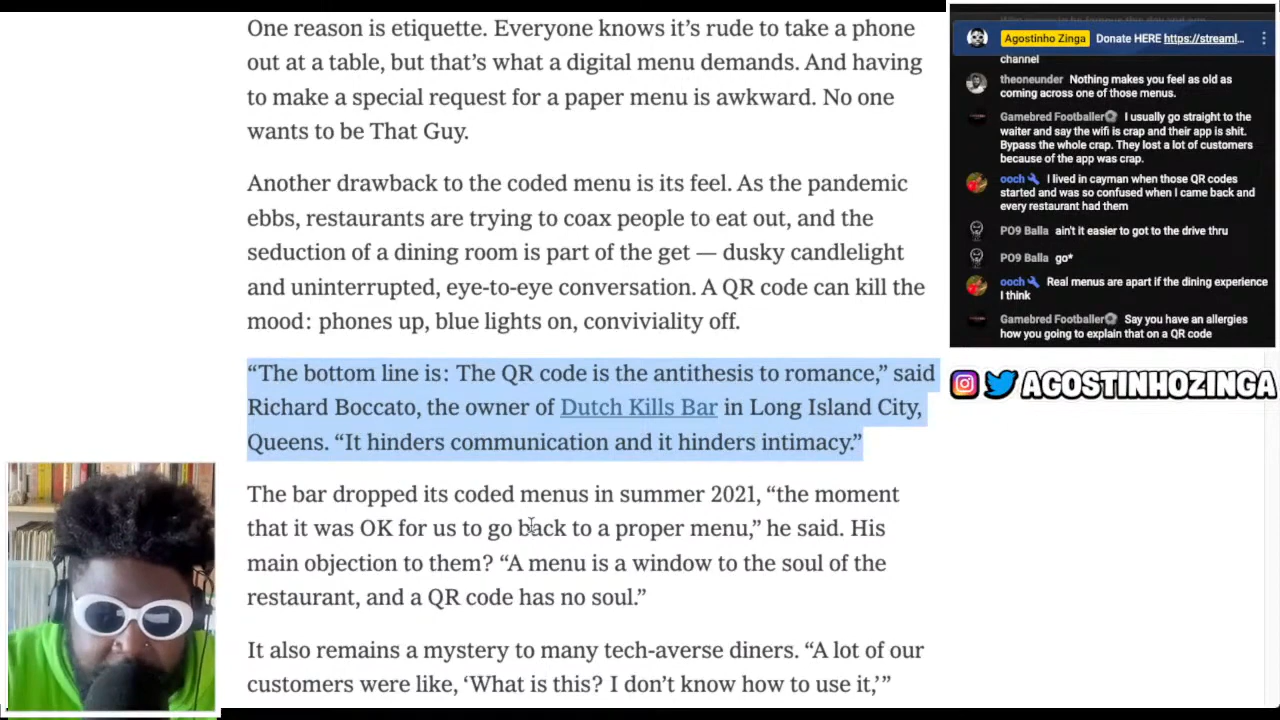 One reason is etiquette. Everyone knows it's rude to take a phone
out at a table, but that's what a digital menu demands. And having
to make a special request for a paper menu is awkward. No one
wants to be That Guy.
Another drawback to the coded menu is its feel. As the pandemic
ebbs, restaurants are trying to coax people to eat out, and the
seduction of a dining room is part of the get — dusky candlelight
and uninterrupted, eye-to-eye conversation. A QR code can kill the
mood: phones up, blue lights on, conviviality off.
“The bottom line is: The QR code is the antithesis to romance,” said
Richard Boccato, the owner of Dutch Kills Bar in Long Island City,
Queens. “It hinders communication and it hinders intimacy.”
The bar dropped its coded menus in summer 2021, “the moment
that it was OK for us to go back to a proper menu,” he said. His
main objection to them? “A menu is a window to the soul of the
restaurant, and a QR code has no soul.”
It also remains a mystery to many tech-averse diners. “A lot of our
customers were like, ‘What is this? I don't know how to use it,’”
Agostinho Zinga Donate HERE https://streaml...
channel
theoneunder Nothing makes you feel as old as
coming across one of those menus.
Gamebred Footballer I usually go straight to the
waiter and say the wifi is crap and their app is shit.
Bypass the whole crap. They lost a lot of customers
because of the app was crap.
ooch I lived in cayman when those QR codes
started and was so confused when I came back and
every restaurant had them
PO9 Balla ain't it easier to got to the drive thru
PO9 Balla go*
ooch Real menus are apart if the dining experience
I think
Gamebred Footballer Say you have an allergies
how you going to explain that on a QR code
AGOSTINHOZINGA